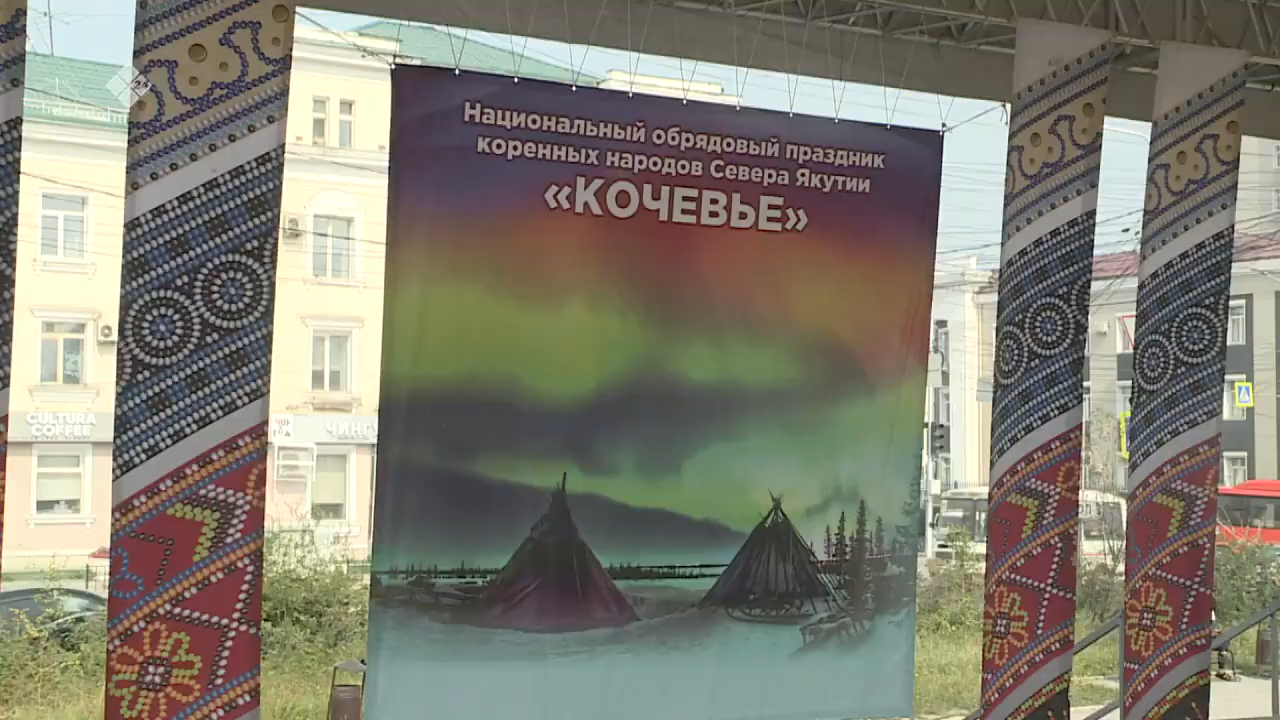 Национальный обрядовый праздник
коренных народов Севера Якутии
«КОЧЕВЬЕ»
CULTURA
COFFEE